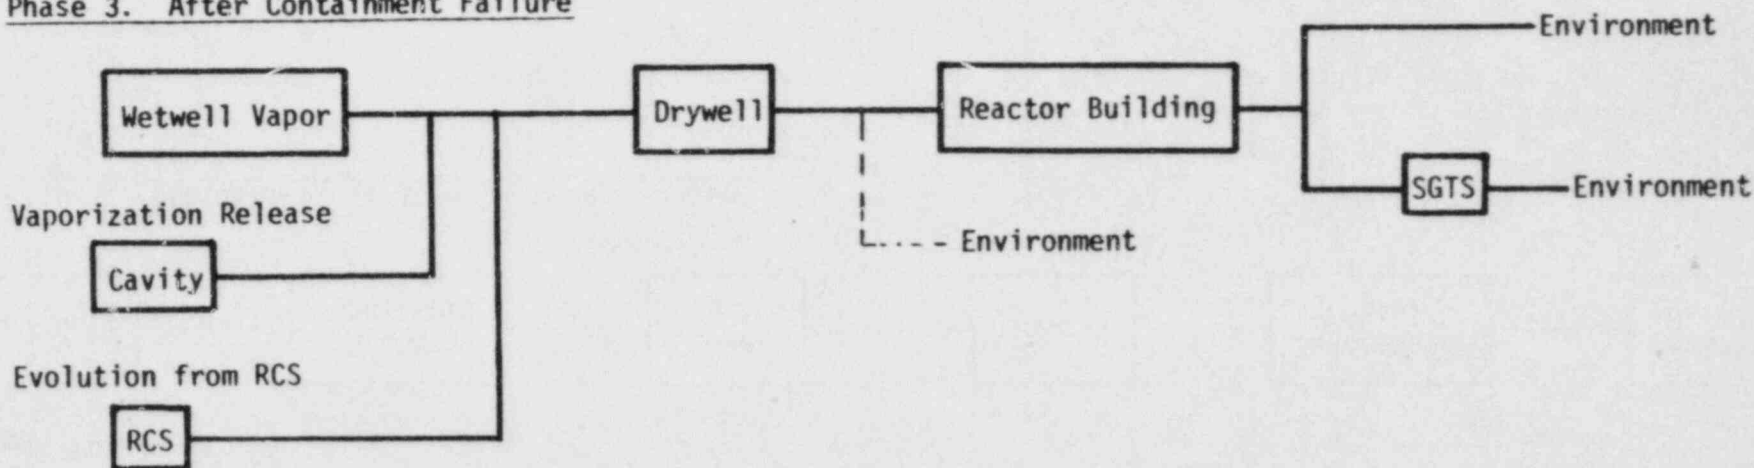 Phase 3. After Containment Failure
Environment
Wetwell Vapor
Drywell
Reactor Building
SGTS
Environment
Vaporization Release
Environment
Cavity
Evolution from RCS
RCS